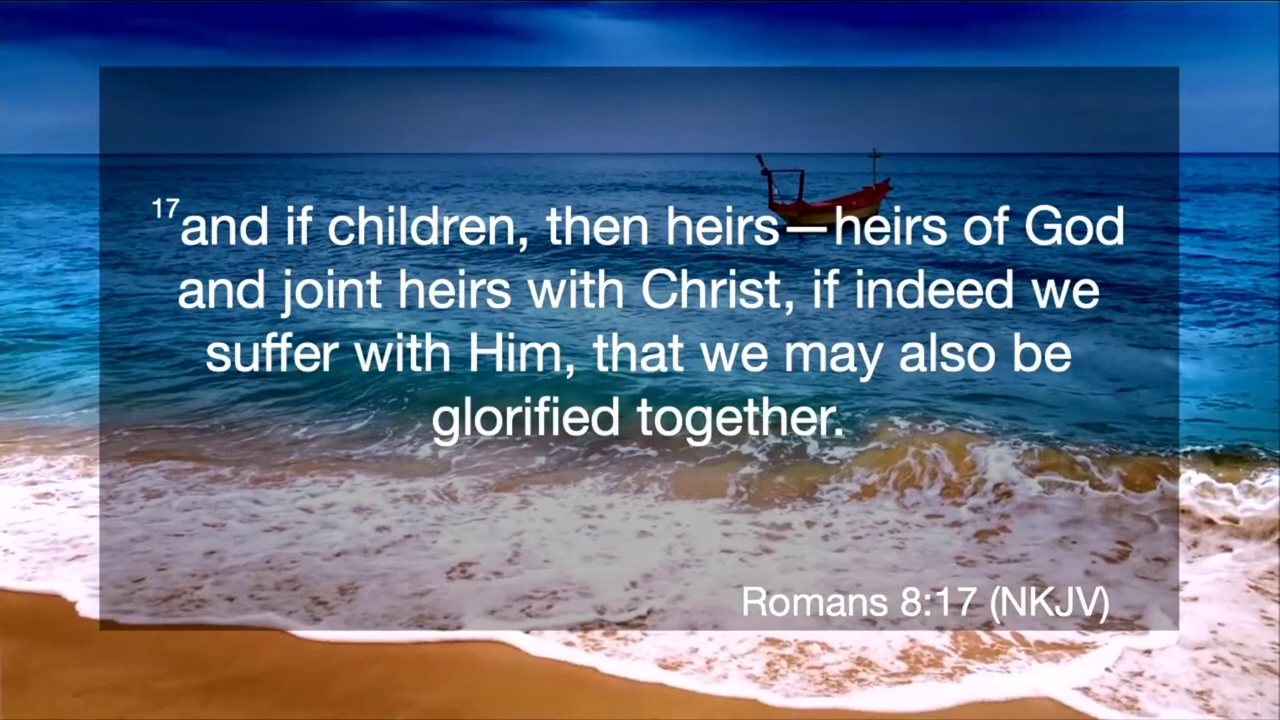 17and if children, then heirs—heirs of God
and joint heirs with Christ, if indeed we
suffer with Him, that we may also be
glorified together.
Romans 8:17 (NKJV)